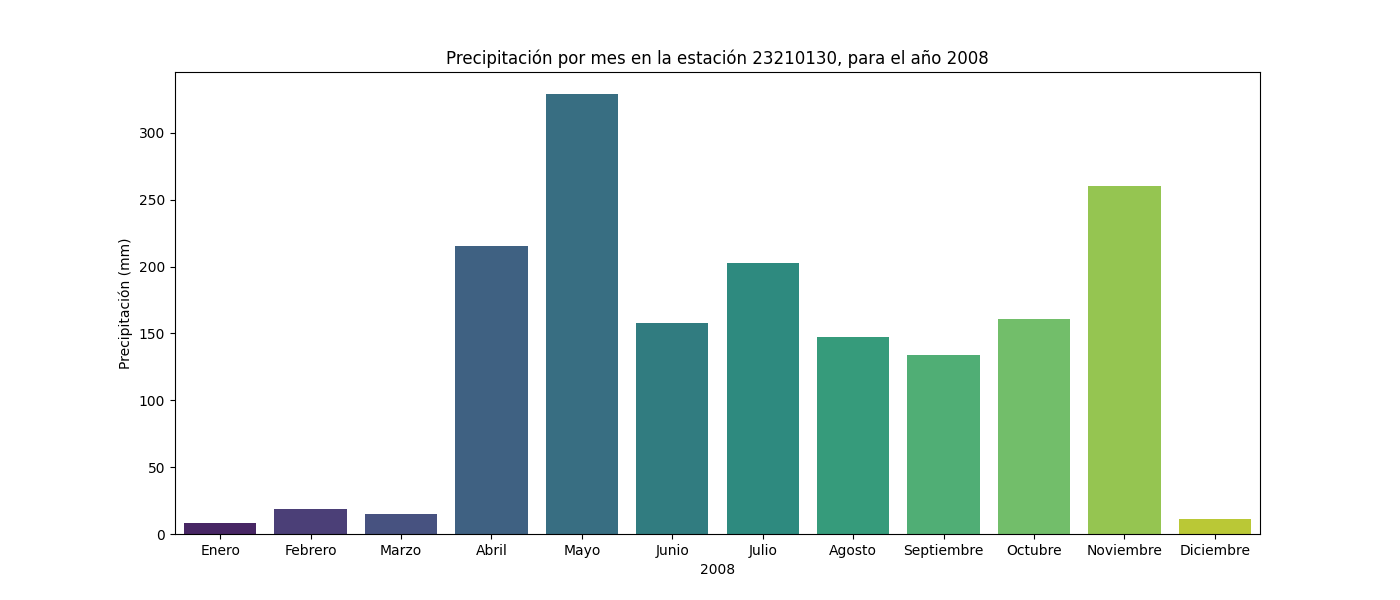 Precipitación por mes en la estación 23210130, para el año 2008
Precipitación (mm)
300
250
200
150
100
50
0
Enero Febrero Marzo Abril Mayo Junio Julio Agosto Septiembre Octubre Noviembre Diciembre
2008